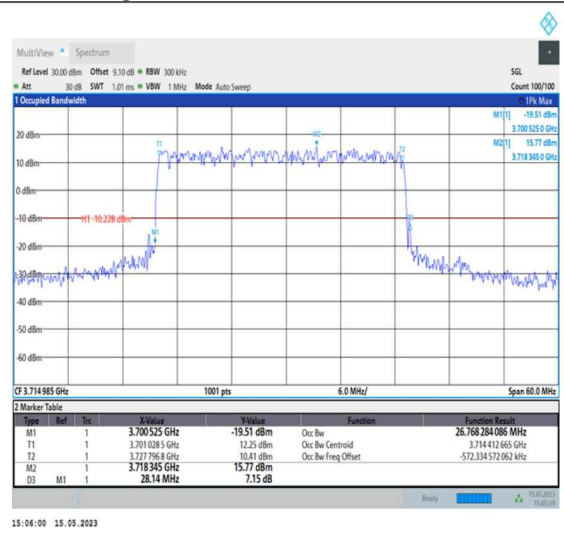 MultiView Spectrum
Ref Level 30.00 dBm Offset 9.10 dB RBW 300 kHz SGL
Att 30 dB SWT 1.01 ms VBW 1 MHz Mode Auto Sweep Count 100/100
1 Occupied Bandwidth 1Pk Max
M1[1] -19.51 dBm
3.700 525 0 GHz
20 dBm
M2[1] 15.77 dBm
3.718 345 0 GHz
M2
T1
T2
10 dBm
0 dBm
-10 dBm
H1 -10.228 dBm
M1
-20 dBm
-30 dBm
-40 dBm
-50 dBm
-60 dBm
CF 3.714 985 GHz 1001 pts 6.0 MHz/ Span 60.0 MHz
2 Marker Table
Type Ref Trc X-Value Y-Value Function Function Result
M1 1 3.700 525 GHz -19.51 dBm Occ Bw 26.768 284 086 MHz
T1 1 3.701 028 5 GHz 12.25 dBm Occ Bw Centroid 3.714 412 665 GHz
T2 1 3.727 796 8 GHz 10.41 dBm Occ Bw Freq Offset -572.334 572 062 kHz
M2 1 3.718 345 GHz 15.77 dBm
D3 M1 1 28.14 MHz 7.15 dB
Ready 15.05.2023
15:05:59
15:06:00 15.05.2023